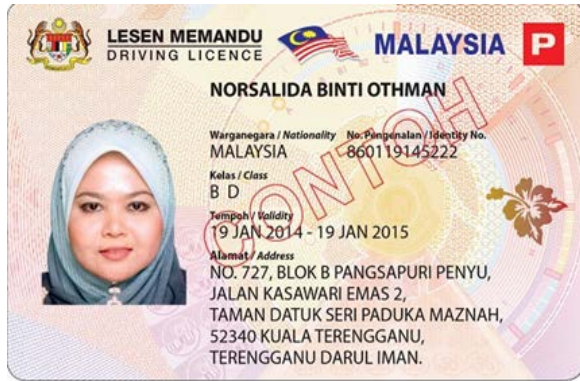 LESEN MEMANDU
DRIVING LICENCE
MALAYSIA
P
NORSALIDA BINTI OTHMAN
Warganegara / Nationality No. Pengenalan / Identity No.
MALAYSIA 860119145222
Kelas / Class
B D
Tempoh / Validity
19 JAN 2014 - 19 JAN 2015
Alamat / Address
NO. 727, BLOK B PANGSAPURI PENYU,
JALAN KASAWARI EMAS 2,
TAMAN DATUK SERI PADUKA MAZNAH,
52340 KUALA TERENGGANU,
TERENGGANU DARUL IMAN.
CONTOH